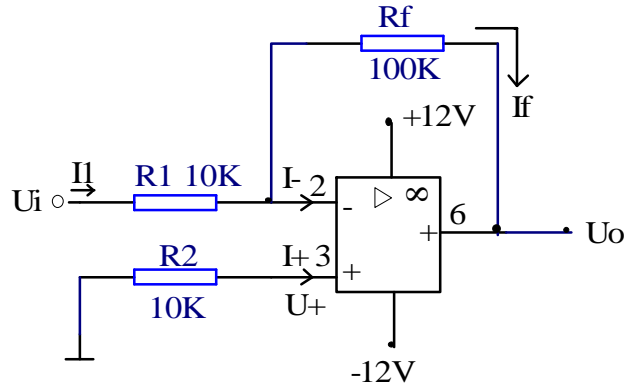 Rf
100K
If
+12V
I1
R1 10K
I- 2
Ui
- ▷ ∞
6
+
Uo
R2
I+ 3
+
10K
U+
-12V